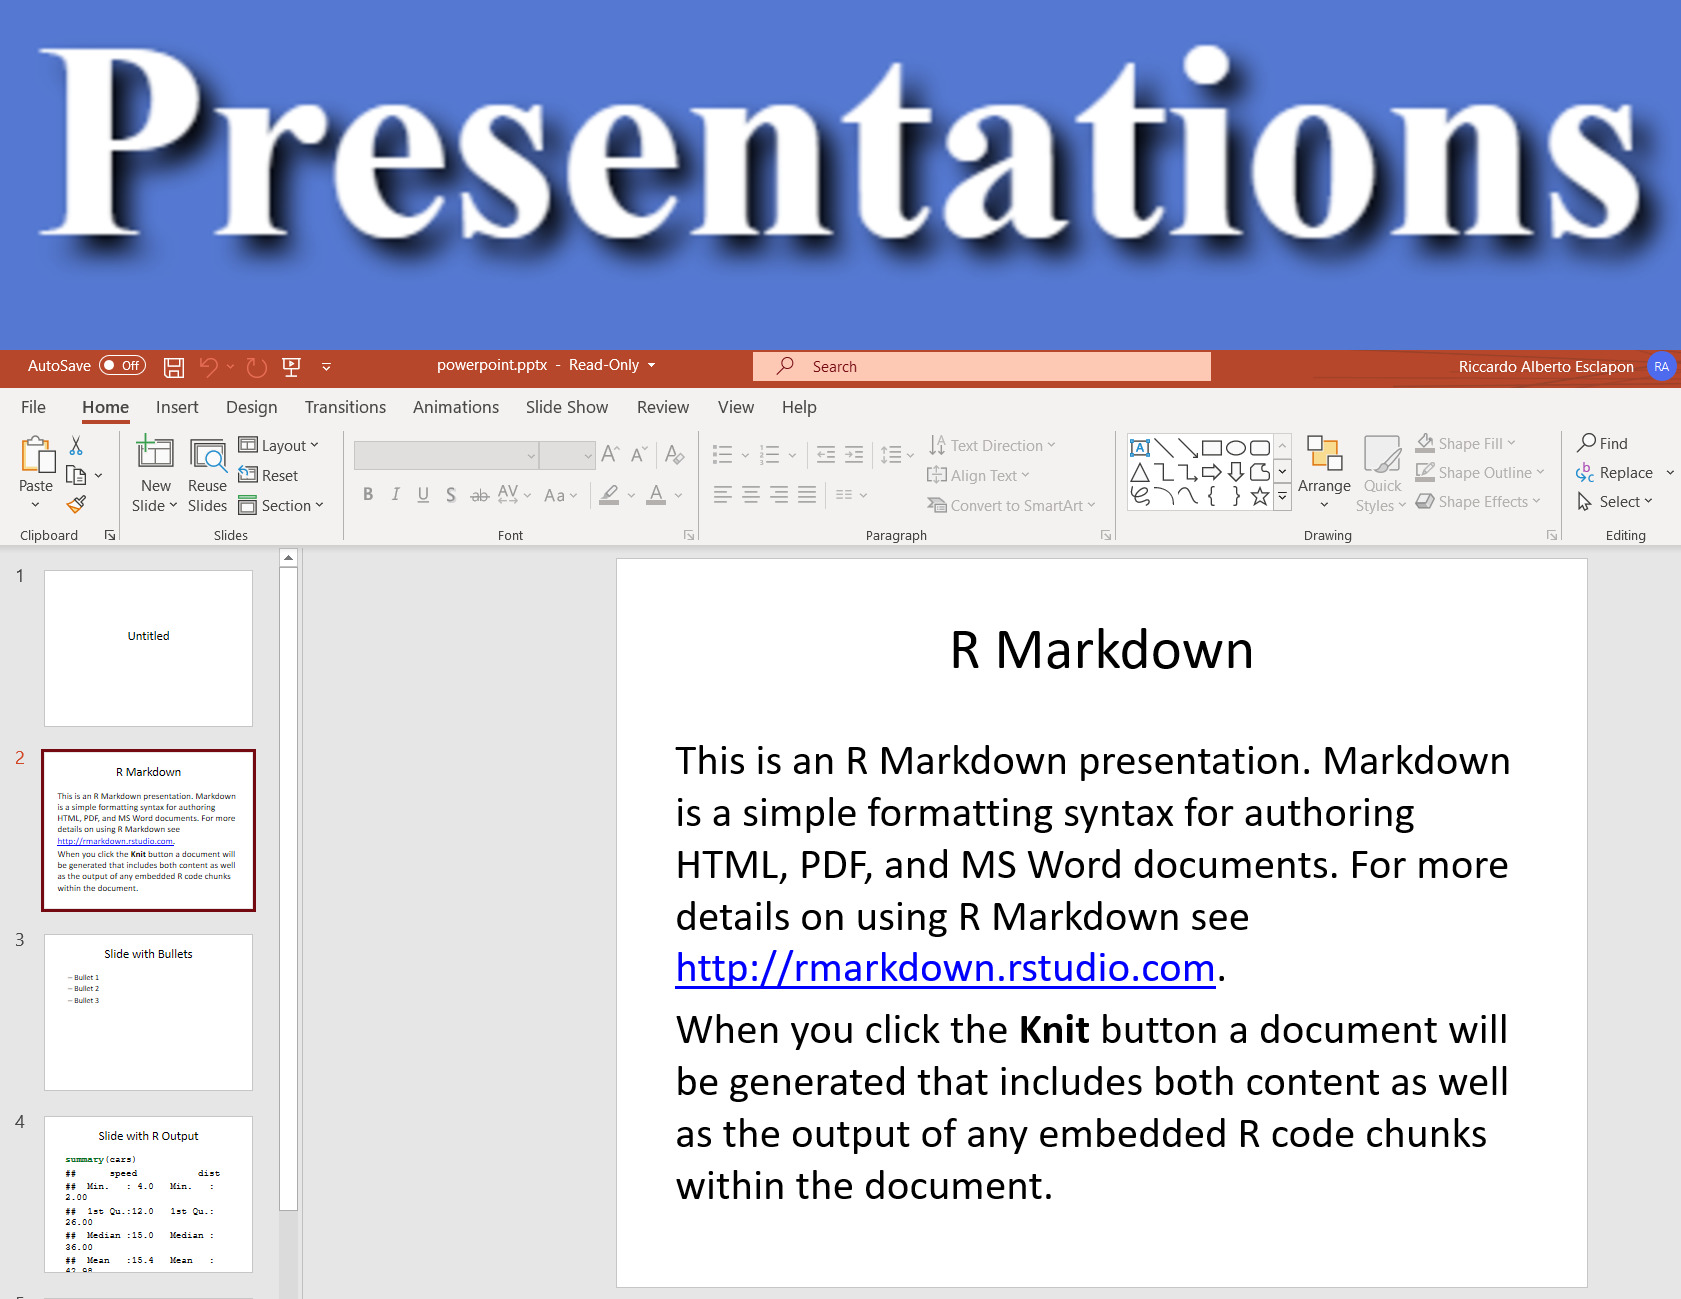 Presentations
AutoSave Off
powerpoint.pptx - Read-Only
Search
Riccardo Alberto Esclapon RA
File Home Insert Design Transitions Animations Slide Show Review View Help
Paste
Clipboard
New Slide
Reuse Slides
Layout
Reset
Section
Slides
B I U S ab AV Aa A
Font
Text Direction
Align Text
Convert to SmartArt
Paragraph
Arrange
Quick Styles
Shape Fill
Shape Outline
Shape Effects
Drawing
Find
Replace
Select
Editing
1
Untitled
2
R Markdown
This is an R Markdown presentation. Markdown
is a simple formatting syntax for authoring
HTML, PDF, and MS Word documents. For more
details on using R Markdown see
http://rmarkdown.rstudio.com.
When you click the Knit button a document will
be generated that includes both content as well
as the output of any embedded R code chunks
within the document.
3
Slide with Bullets
– Bullet 1
– Bullet 2
– Bullet 3
4
Slide with R Output
summary(cars)
## speed dist
## Min. : 4.0 Min. :
2.00
## 1st Qu.:12.0 1st Qu.:
26.00
## Median :15.0 Median :
36.00
## Mean :15.4 Mean :
42.98
R Markdown
This is an R Markdown presentation. Markdown
is a simple formatting syntax for authoring
HTML, PDF, and MS Word documents. For more
details on using R Markdown see
http://rmarkdown.rstudio.com.
When you click the Knit button a document will
be generated that includes both content as well
as the output of any embedded R code chunks
within the document.